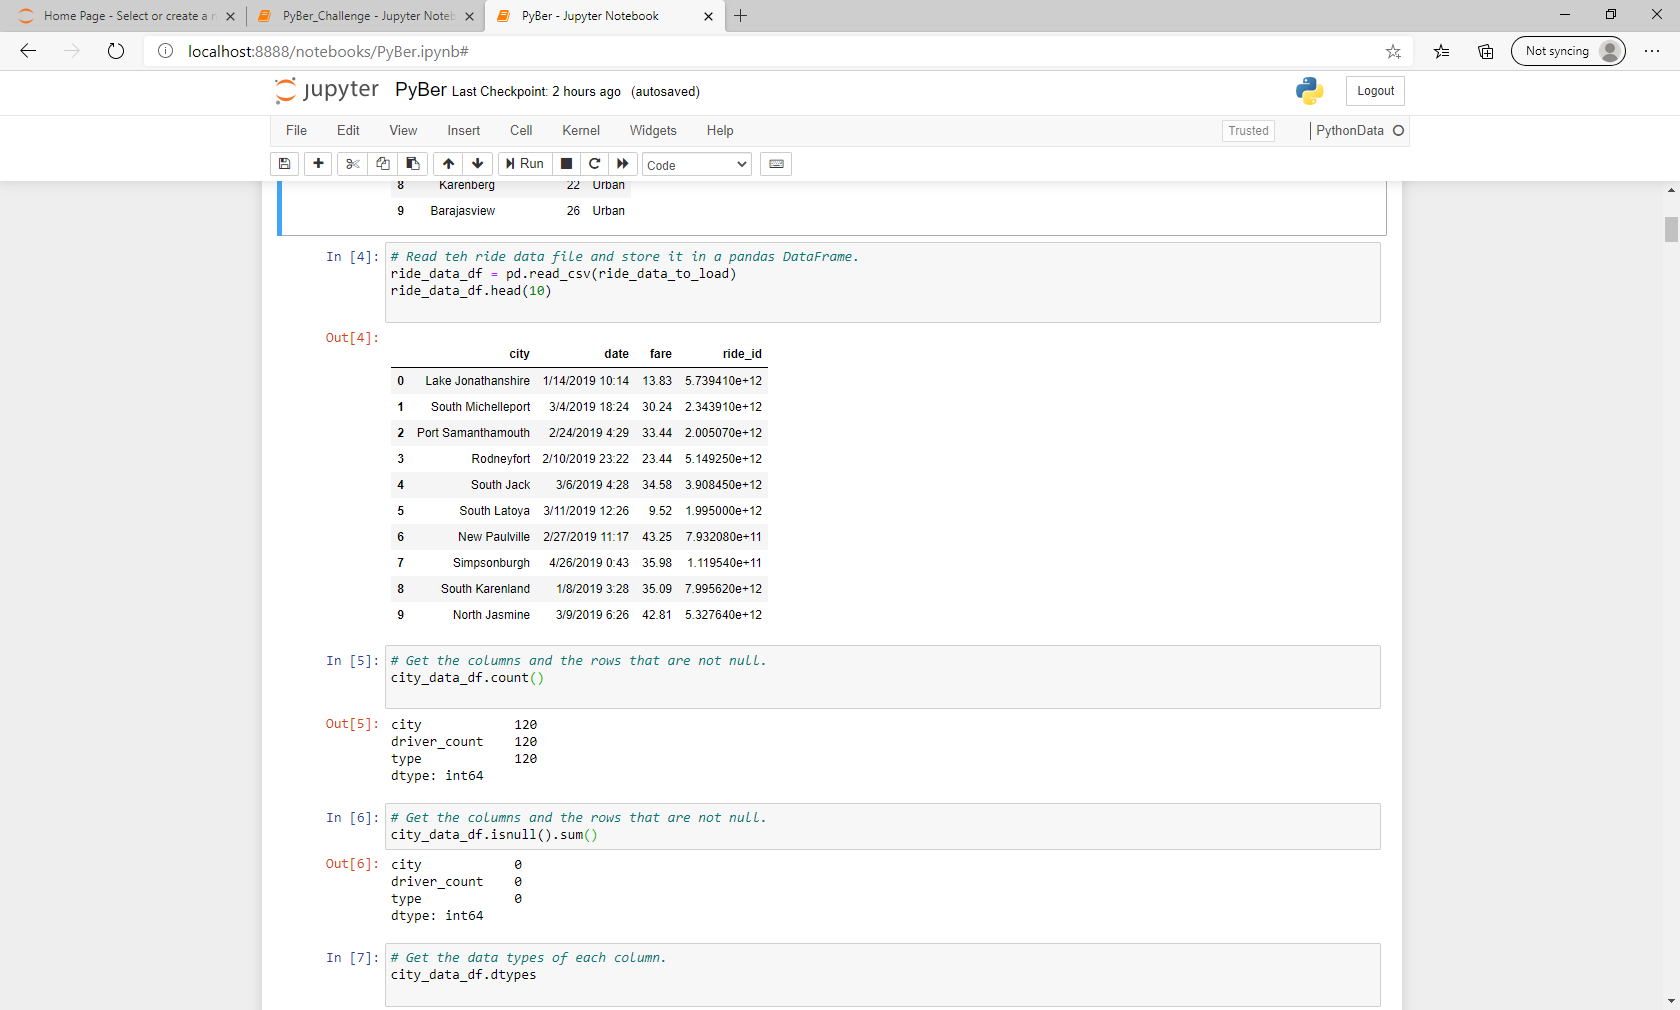 Home Page - Select or create a n
PyBer_Challenge - Jupyter Noteb
PyBer - Jupyter Notebook
localhost:8888/notebooks/PyBer.ipynb#
Not syncing
jupyter PyBer Last Checkpoint: 2 hours ago (autosaved)
Logout
File Edit View Insert Cell Kernel Widgets Help
Trusted PythonData
Run Code
8 Karenberg 22 Urban
9 Barajasview 26 Urban
In [4]: # Read teh ride data file and store it in a pandas DataFrame.
ride_data_df = pd.read_csv(ride_data_to_load)
ride_data_df.head(10)
Out[4]:
city date fare ride_id
0 Lake Jonathanshire 1/14/2019 10:14 13.83 5.739410e+12
1 South Michelleport 3/4/2019 18:24 30.24 2.343910e+12
2 Port Samanthamouth 2/24/2019 4:29 33.44 2.005070e+12
3 Rodneyfort 2/10/2019 23:22 23.44 5.149250e+12
4 South Jack 3/6/2019 4:28 34.58 3.908450e+12
5 South Latoya 3/11/2019 12:26 9.52 1.995000e+12
6 New Paulville 2/27/2019 11:17 43.25 7.932080e+11
7 Simpsonburgh 4/26/2019 0:43 35.98 1.119540e+11
8 South Karenland 1/8/2019 3:28 35.09 7.995620e+12
9 North Jasmine 3/9/2019 6:26 42.81 5.327640e+12
In [5]: # Get the columns and the rows that are not null.
city_data_df.count()
Out[5]: city 120
driver_count 120
type 120
dtype: int64
In [6]: # Get the columns and the rows that are not null.
city_data_df.isnull().sum()
Out[6]: city 0
driver_count 0
type 0
dtype: int64
In [7]: # Get the data types of each column.
city_data_df.dtypes